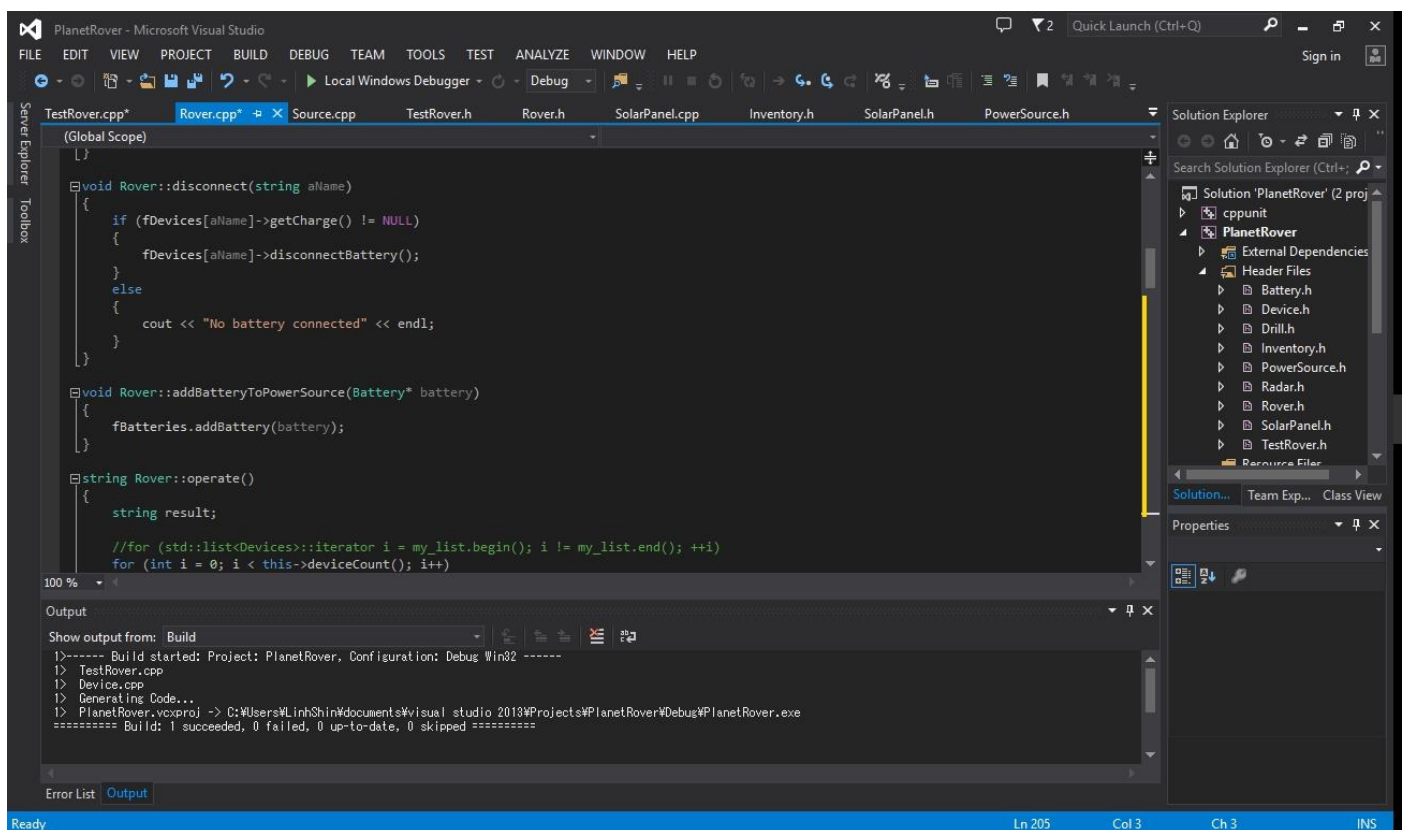 PlanetRover - Microsoft Visual Studio
2 Quick Launch (Ctrl+Q)
FILE EDIT VIEW PROJECT BUILD DEBUG TEAM TOOLS TEST ANALYZE WINDOW HELP
Sign in
Local Windows Debugger Debug
Server Explorer
Toolbox
TestRover.cpp* Rover.cpp* Source.cpp TestRover.h Rover.h SolarPanel.cpp Inventory.h SolarPanel.h PowerSource.h
(Global Scope)
}
void Rover::disconnect(string aName)
{
if (fDevices[aName]->getCharge() != NULL)
{
fDevices[aName]->disconnectBattery();
}
else
{
cout << "No battery connected" << endl;
}
}
void Rover::addBatteryToPowerSource(Battery* battery)
{
fBatteries.addBattery(battery);
}
string Rover::operate()
{
string result;
//for (std::list<Devices>::iterator i = my_list.begin(); i != my_list.end(); ++i)
for (int i = 0; i < this->deviceCount(); i++)
100 %
Output
Show output from: Build
1>------ Build started: Project: PlanetRover, Configuration: Debug Win32 ------
1> TestRover.cpp
1> Device.cpp
1> Generating Code...
1> PlanetRover.vcxproj -> C:¥Users¥LinhShin¥documents¥visual studio 2013¥Projects¥PlanetRover¥Debug¥PlanetRover.exe
========== Build: 1 succeeded, 0 failed, 0 up-to-date, 0 skipped ==========
Error List Output
Solution Explorer
Search Solution Explorer (Ctrl+;
Solution 'PlanetRover' (2 proj
cppunit
PlanetRover
External Dependencies
Header Files
Battery.h
Device.h
Drill.h
Inventory.h
PowerSource.h
Radar.h
Rover.h
SolarPanel.h
TestRover.h
Resource Files
Solution... Team Exp... Class View
Properties
Ready Ln 205 Col 3 Ch 3 INS